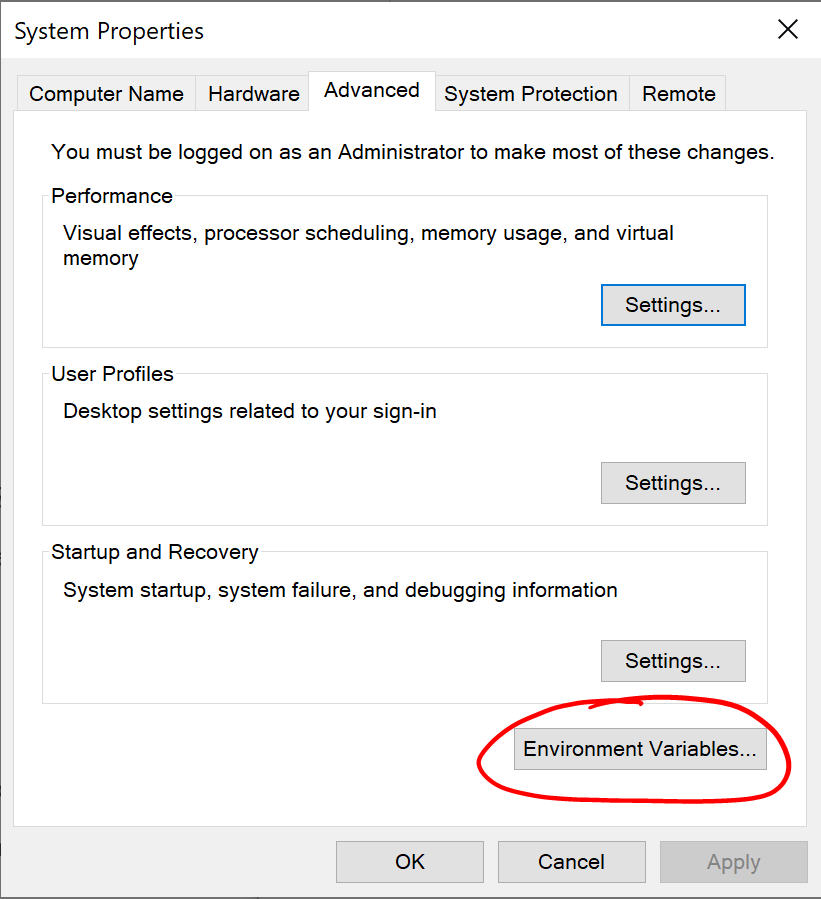 System Properties
Computer Name
Hardware
Advanced
System Protection
Remote
You must be logged on as an Administrator to make most of these changes.
Performance
Visual effects, processor scheduling, memory usage, and virtual
memory
Settings...
User Profiles
Desktop settings related to your sign-in
Settings...
Startup and Recovery
System startup, system failure, and debugging information
Settings...
Environment Variables...
OK
Cancel
Apply